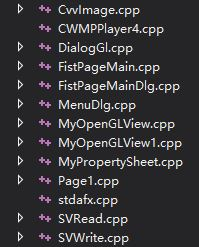 CvvImage.cpp
CWMPPlayer4.cpp
DialogGl.cpp
FistPageMain.cpp
FistPageMainDlg.cpp
MenuDlg.cpp
MyOpenGLView.cpp
MyOpenGLView1.cpp
MyPropertySheet.cpp
Page1.cpp
stdafx.cpp
SVRead.cpp
SVWrite.cpp